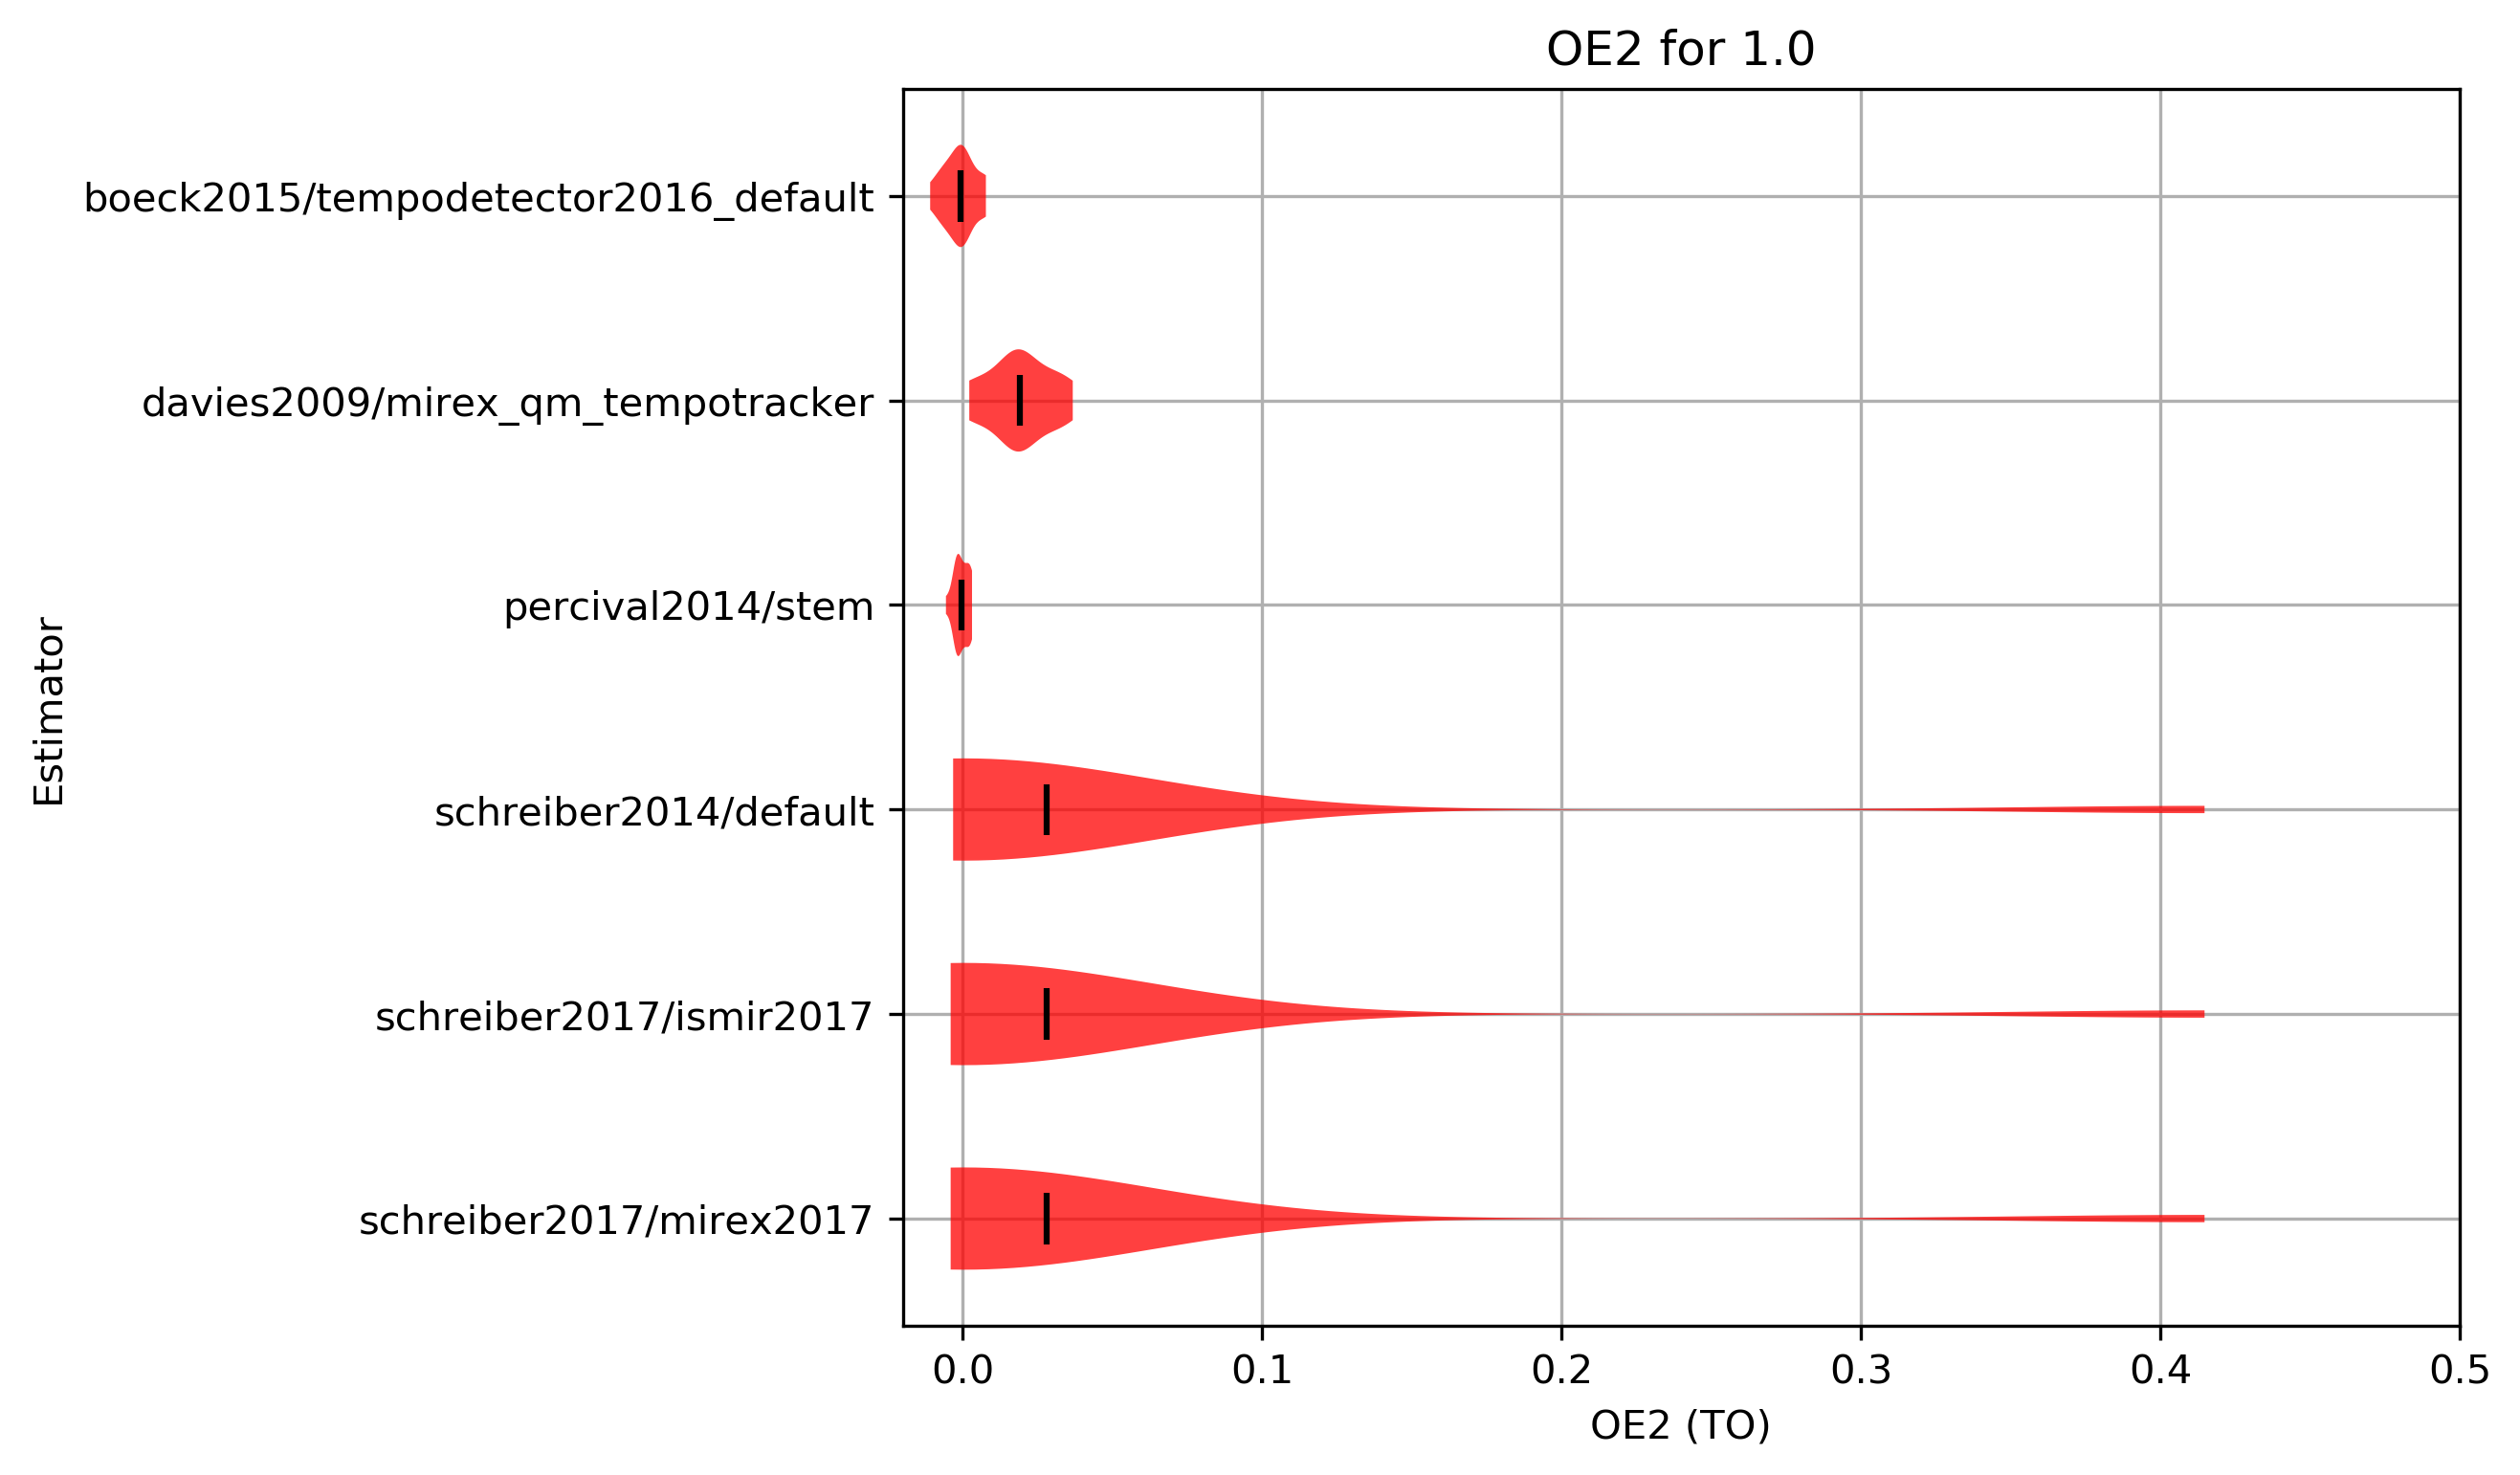 OE2 for 1.0
boeck2015/tempodetector2016_default
davies2009/mirex_qm_tempotracker
percival2014/stem
schreiber2014/default
schreiber2017/ismir2017
schreiber2017/mirex2017
Estimator
0.0 0.1 0.2 0.3 0.4 0.5
OE2 (TO)